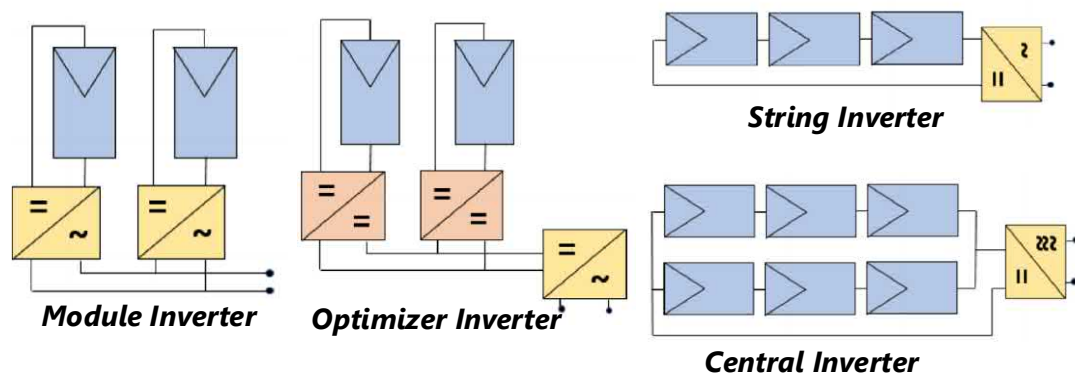 String Inverter
Module Inverter
Optimizer Inverter
Central Inverter